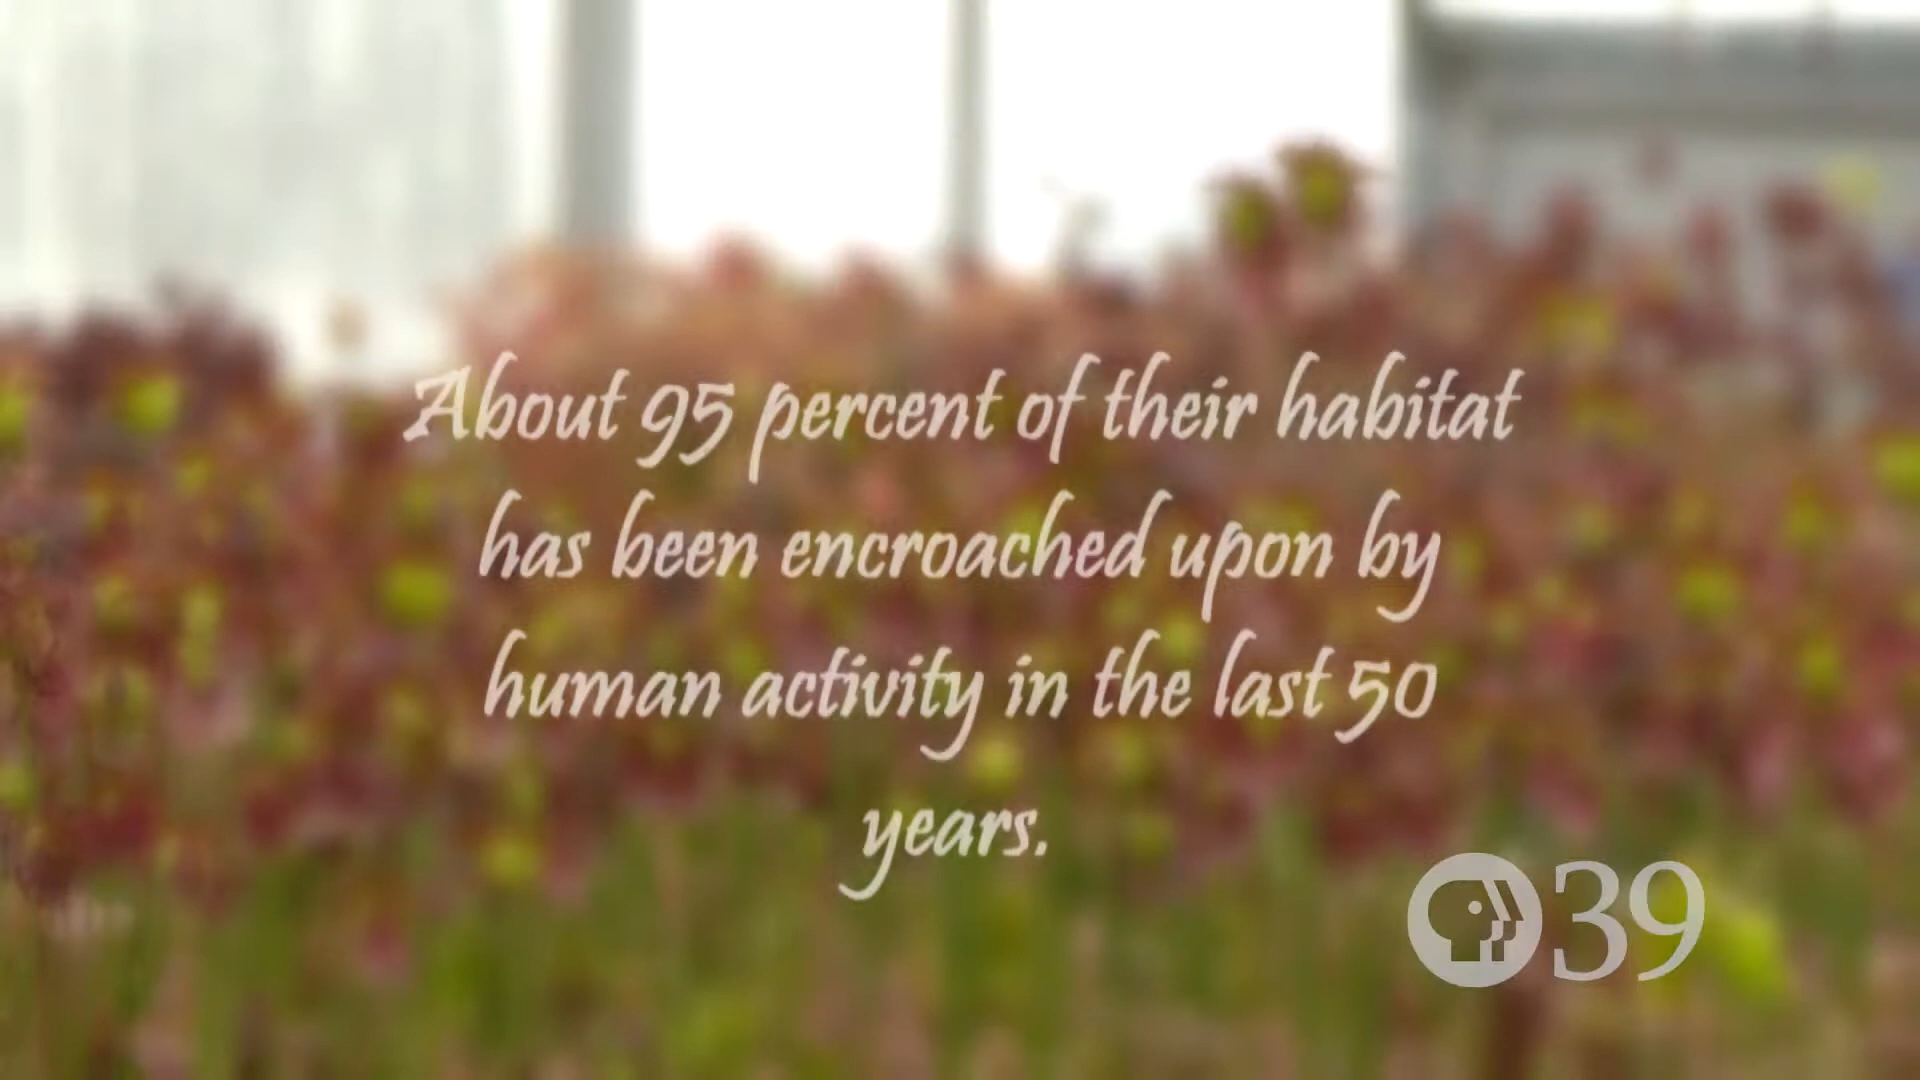 About 95 percent of their habitat
has been encroached upon by
human activity in the last 50
years.
39